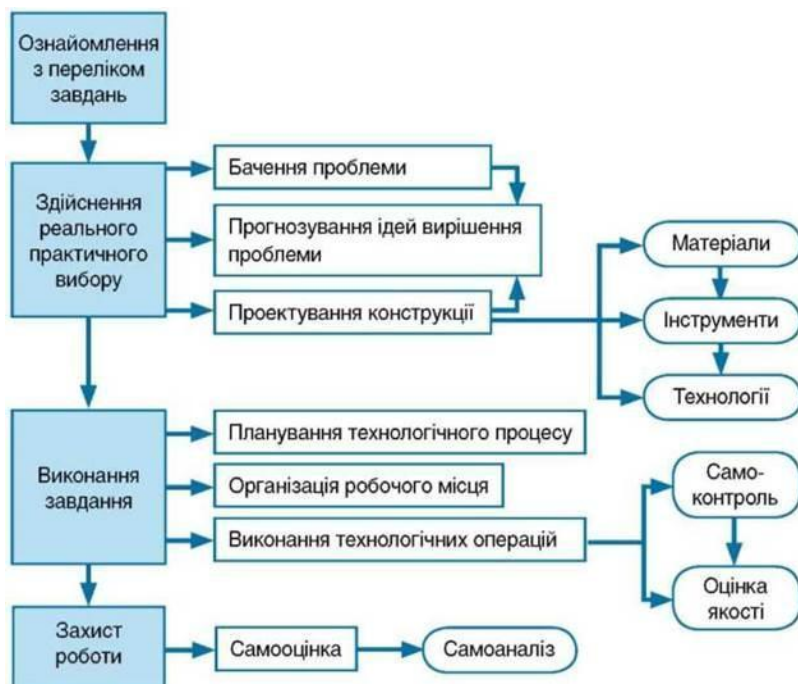 Ознайомлення
з переліком
завдань
Здійснення
реального
практичного
вибору
Бачення проблеми
Прогнозування ідей вирішення
проблеми
Проектування конструкції
Матеріали
Інструменти
Технології
Виконання
завдання
Планування технологічного процесу
Організація робочого місця
Виконання технологічних операцій
Само-
контроль
Оцінка
якості
Захист
роботи
Самооцінка
Самоаналіз